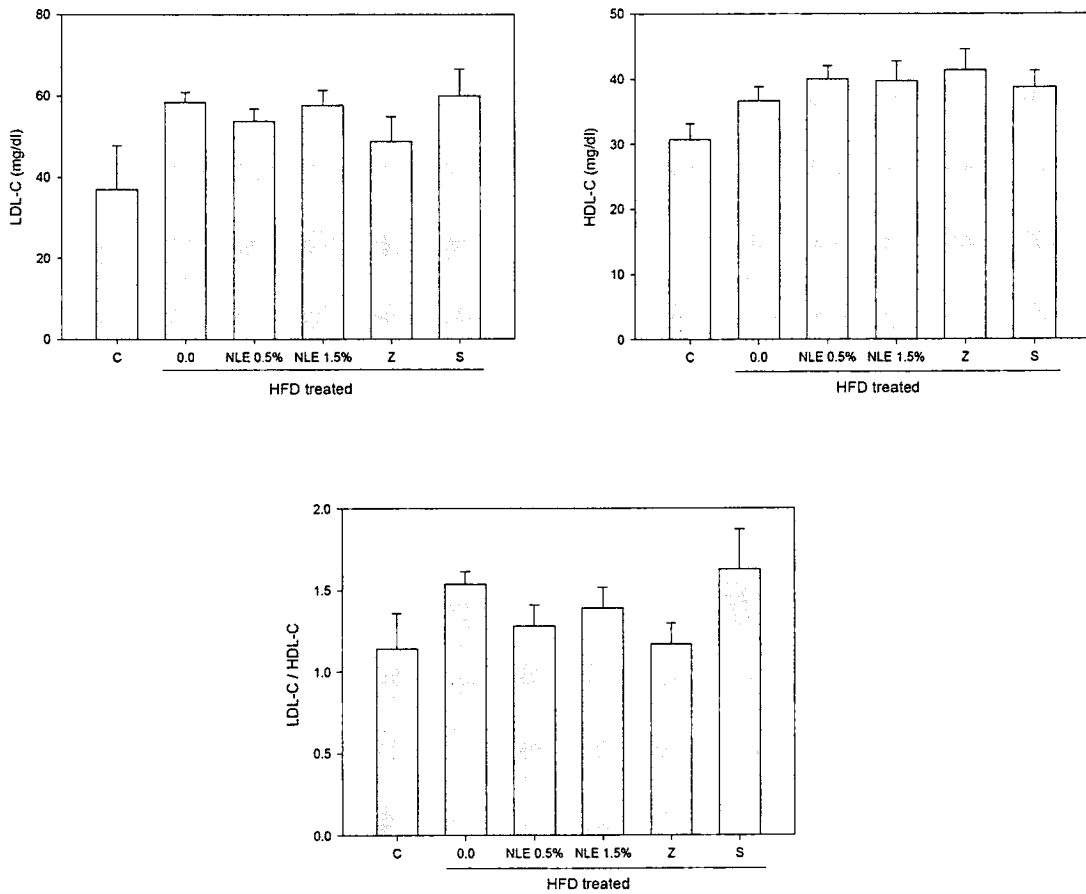 80
60
40
20
0
LDL-C (mg/dl)
C 0.0 NLE 0.5% NLE 1.5% Z S
HFD treated
50
40
30
20
10
0
HDL-C (mg/dl)
C 0.0 NLE 0.5% NLE 1.5% Z S
HFD treated
2.0
1.5
1.0
0.5
0.0
LDL-C / HDL-C
C 0.0 NLE 0.5% NLE 1.5% Z S
HFD treated